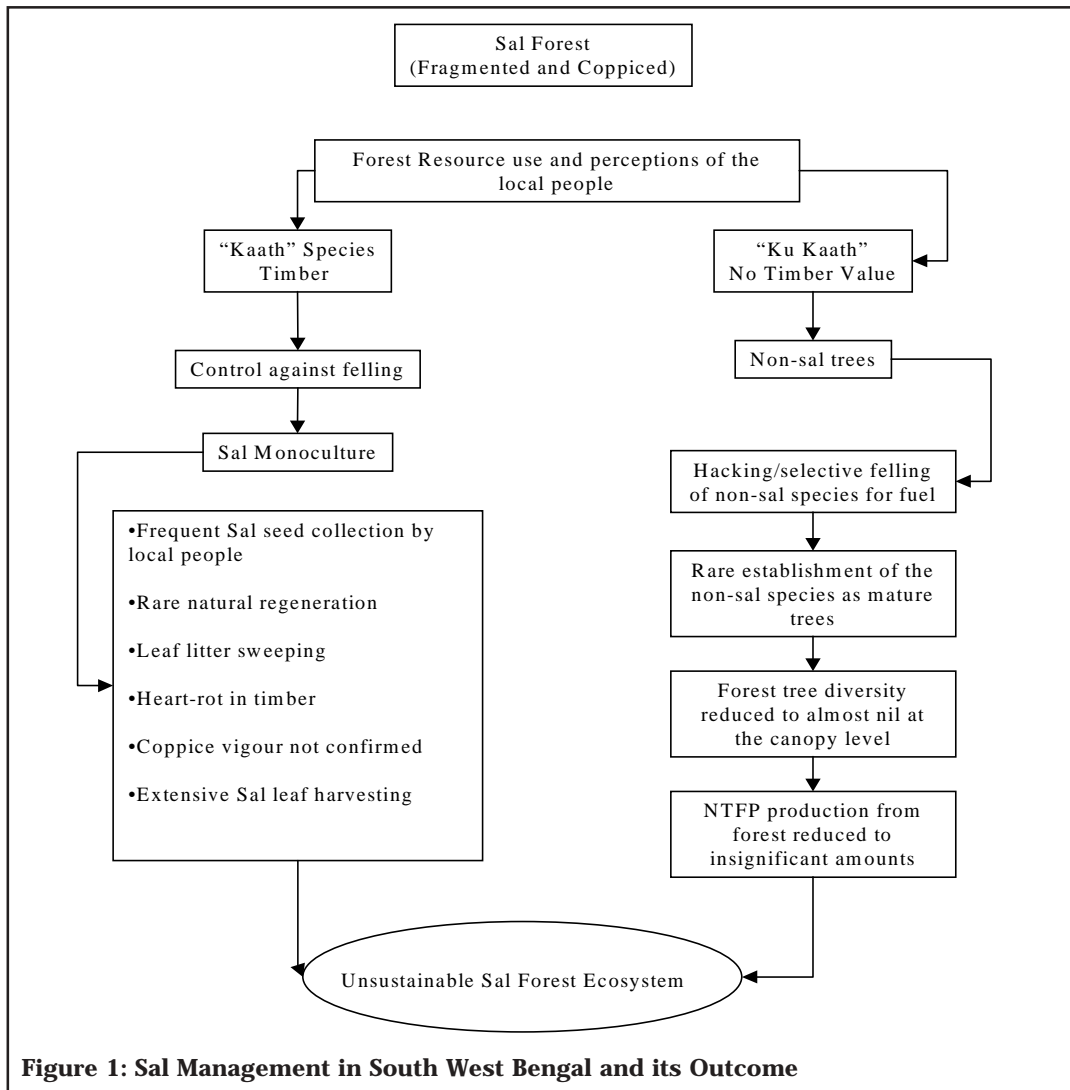 Sal Forest
(Fragmented and Coppiced)
Forest Resource use and perceptions of the
local people
“Kaath” Species
Timber
Control against felling
Sal Monoculture
•Frequent Sal seed collection by
local people
•Rare natural regeneration
•Leaf litter sweeping
•Heart-rot in timber
•Coppice vigour not confirmed
•Extensive Sal leaf harvesting
“Ku Kaath”
No Timber Value
Non-sal trees
Hacking/selective felling
of non-sal species for fuel
Rare establishment of the
non-sal species as mature
trees
Forest tree diversity
reduced to almost nil at
the canopy level
NTFP production from
forest reduced to
insignificant amounts
Unsustainable Sal Forest Ecosystem
Figure 1: Sal Management in South West Bengal and its Outcome